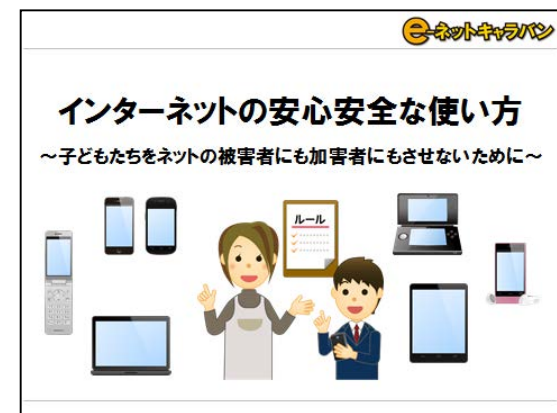 e-ネットキャラバン
インターネットの安心安全な使い方
～子どもたちをネットの被害者にも加害者にもさせないために～
ルール